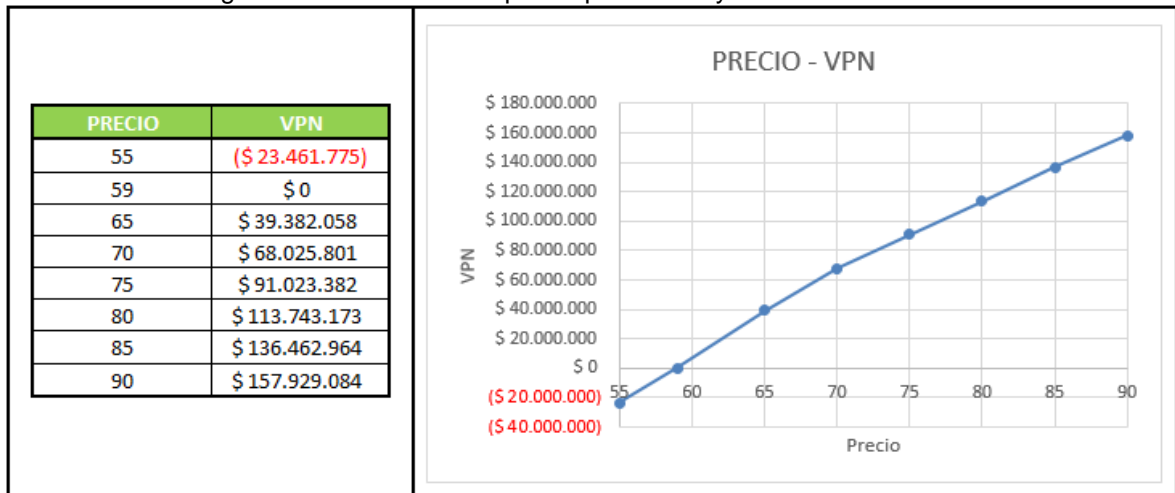 PRECIO VPN
55 ($ 23.461.775)
59 $ 0
65 $ 39.382.058
70 $ 68.025.801
75 $ 91.023.382
80 $ 113.743.173
85 $ 136.462.964
90 $ 157.929.084
PRECIO - VPN
$ 180.000.000
$ 160.000.000
$ 140.000.000
$ 120.000.000
$ 100.000.000
$ 80.000.000
$ 60.000.000
$ 40.000.000
$ 20.000.000
$ 0
($ 20.000.000)
($ 40.000.000)
VPN
55 60 65 70 75 80 85 90
Precio